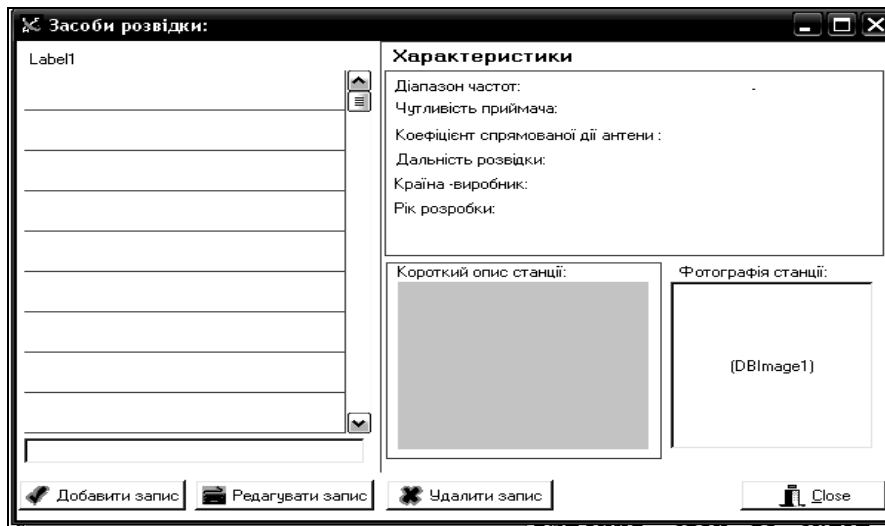 Засоби розвідки:
Label1
Характеристики
Діапазон частот: -
Чутливість приймача:
Коефіцієнт спрямованої дії антени :
Дальність розвідки:
Країна -виробник:
Рік розробки:
Короткий опис станції:
Фотографія станції:
(DBImage1)
Добавити запис
Редагувати запис
Удалити запис
Close